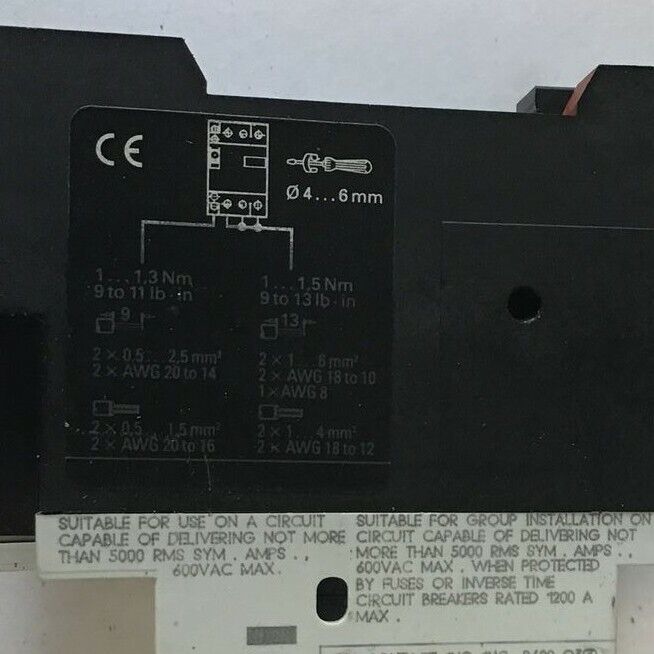 CE
Ø 4...6 mm
1 ... 1,3 Nm
9 to 11 lb · in
9
2 × 0,5 ... 2,5 mm²
2 × AWG 20 to 14
2 × 0,5 ... 1,5 mm²
2 × AWG 20 to 16
1 ... 1,5 Nm
9 to 13 lb · in
13
2 × 1 ... 6 mm²
2 × AWG 18 to 10
1 × AWG 8
2 × 1 ... 4 mm²
2 × AWG 18 to 12
SUITABLE FOR USE ON A CIRCUIT
CAPABLE OF DELIVERING NOT MORE
THAN 5000 RMS SYM . AMPS . ,
600VAC MAX.
SUITABLE FOR GROUP INSTALLATION ON
CIRCUIT CAPABLE OF DELIVERING NOT
MORE THAN 5000 RMS SYM . AMPS . ,
600VAC MAX . WHEN PROTECTED
BY FUSES OR INVERSE TIME
CIRCUIT BREAKERS RATED 1200 A
MAX .